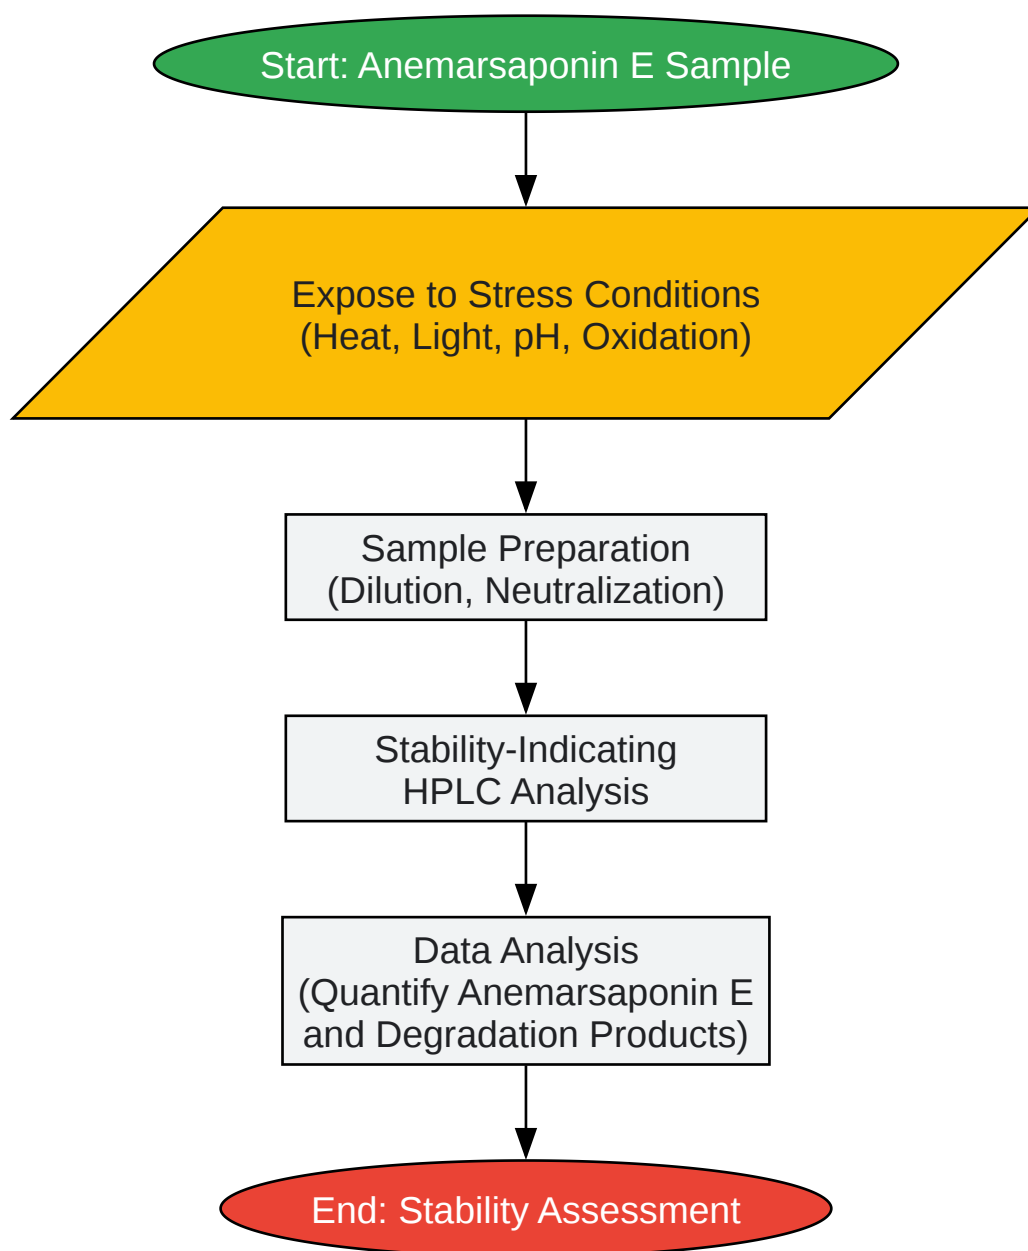 Start: Anemarsaponin E Sample
Expose to Stress Conditions
(Heat, Light, pH, Oxidation)
Sample Preparation
(Dilution, Neutralization)
Stability-Indicating
HPLC Analysis
Data Analysis
(Quantify Anemarsaponin E
and Degradation Products)
End: Stability Assessment